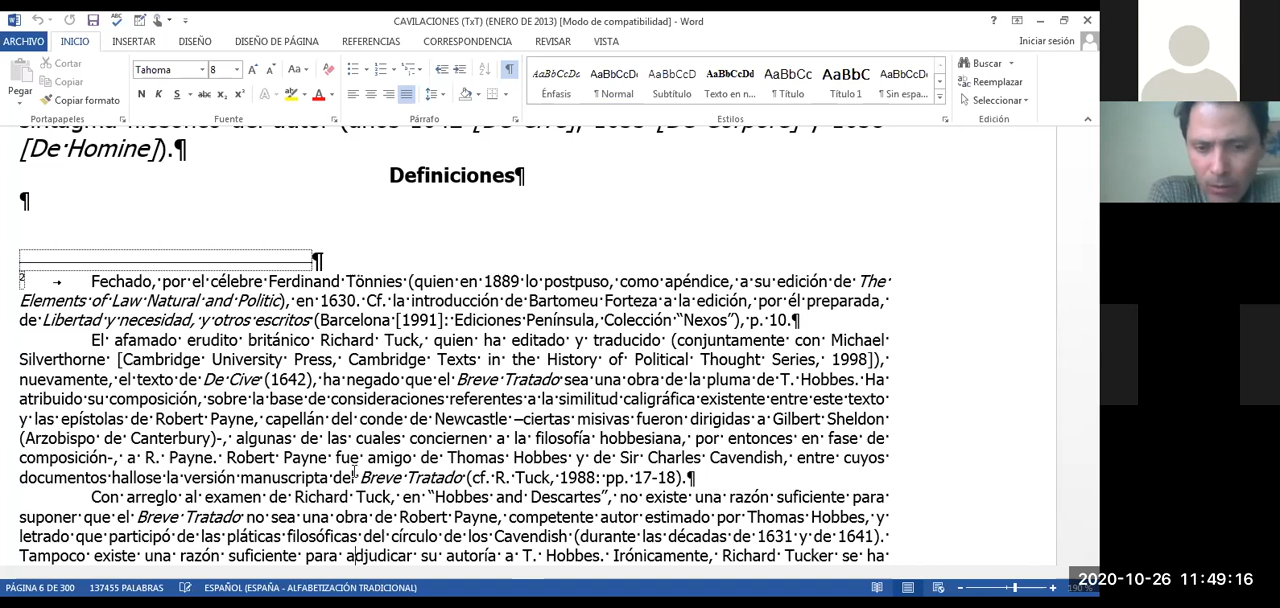 CAVILACIONES (TxT) (ENERO DE 2013) [Modo de compatibilidad] - Word
ARCHIVO INICIO INSERTAR DISEÑO DISEÑO DE PÁGINA REFERENCIAS CORRESPONDENCIA REVISAR VISTA Iniciar sesión
Pegar
Cortar
Copiar
Copiar formato
Portapapeles
Tahoma 8
N K S abc x₂ x²
Fuente
Párrafo
AaBbCcDc Énfasis
AaBbCcDc ¶ Normal
AaBbCcDc Subtítulo
AaBbCcDc Texto en n...
AaBbCc ¶ Título
AaBbC Título 1
AaBbCcDc ¶ Sin espa...
Estilos
Buscar
Reemplazar
Seleccionar
Edición
[De·Homine]).¶
Definiciones¶
¶
¶
2 → Fechado, por el célebre Ferdinand Tönnies (quien en 1889 lo postpuso, como apéndice, a su edición de The
Elements of Law Natural and Politic), en 1630. Cf. la introducción de Bartomeu Forteza a la edición, por él preparada,
de Libertad y necesidad, y otros escritos (Barcelona [1991]: Ediciones Península, Colección “Nexos”), p. 10.¶
El afamado erudito británico Richard Tuck, quien ha editado y traducido (conjuntamente con Michael
Silverthorne [Cambridge University Press, Cambridge Texts in the History of Political Thought Series, 1998]),
nuevamente, el texto de De Cive (1642), ha negado que el Breve Tratado sea una obra de la pluma de T. Hobbes. Ha
atribuido su composición, sobre la base de consideraciones referentes a la similitud caligráfica existente entre este texto
y las epístolas de Robert Payne, capellán del conde de Newcastle –ciertas misivas fueron dirigidas a Gilbert Sheldon
(Arzobispo de Canterbury)-, algunas de las cuales conciernen a la filosofía hobbesiana, por entonces en fase de
composición-, a R. Payne. Robert Payne fue amigo de Thomas Hobbes y de Sir Charles Cavendish, entre cuyos
documentos hallose la versión manuscripta del Breve Tratado (cf. R. Tuck, 1988: pp. 17-18).¶
Con arreglo al examen de Richard Tuck, en “Hobbes and Descartes”, no existe una razón suficiente para
suponer que el Breve Tratado no sea una obra de Robert Payne, competente autor estimado por Thomas Hobbes, y
letrado que participó de las pláticas filosóficas del círculo de los Cavendish (durante las décadas de 1631 y de 1641).
Tampoco existe una razón suficiente para adjudicar su autoría a T. Hobbes. Irónicamente, Richard Tucker se ha
PÁGINA 6 DE 300 137455 PALABRAS ESPAÑOL (ESPAÑA - ALFABETIZACIÓN TRADICIONAL) 190 %
2020-10-26 11:49:16